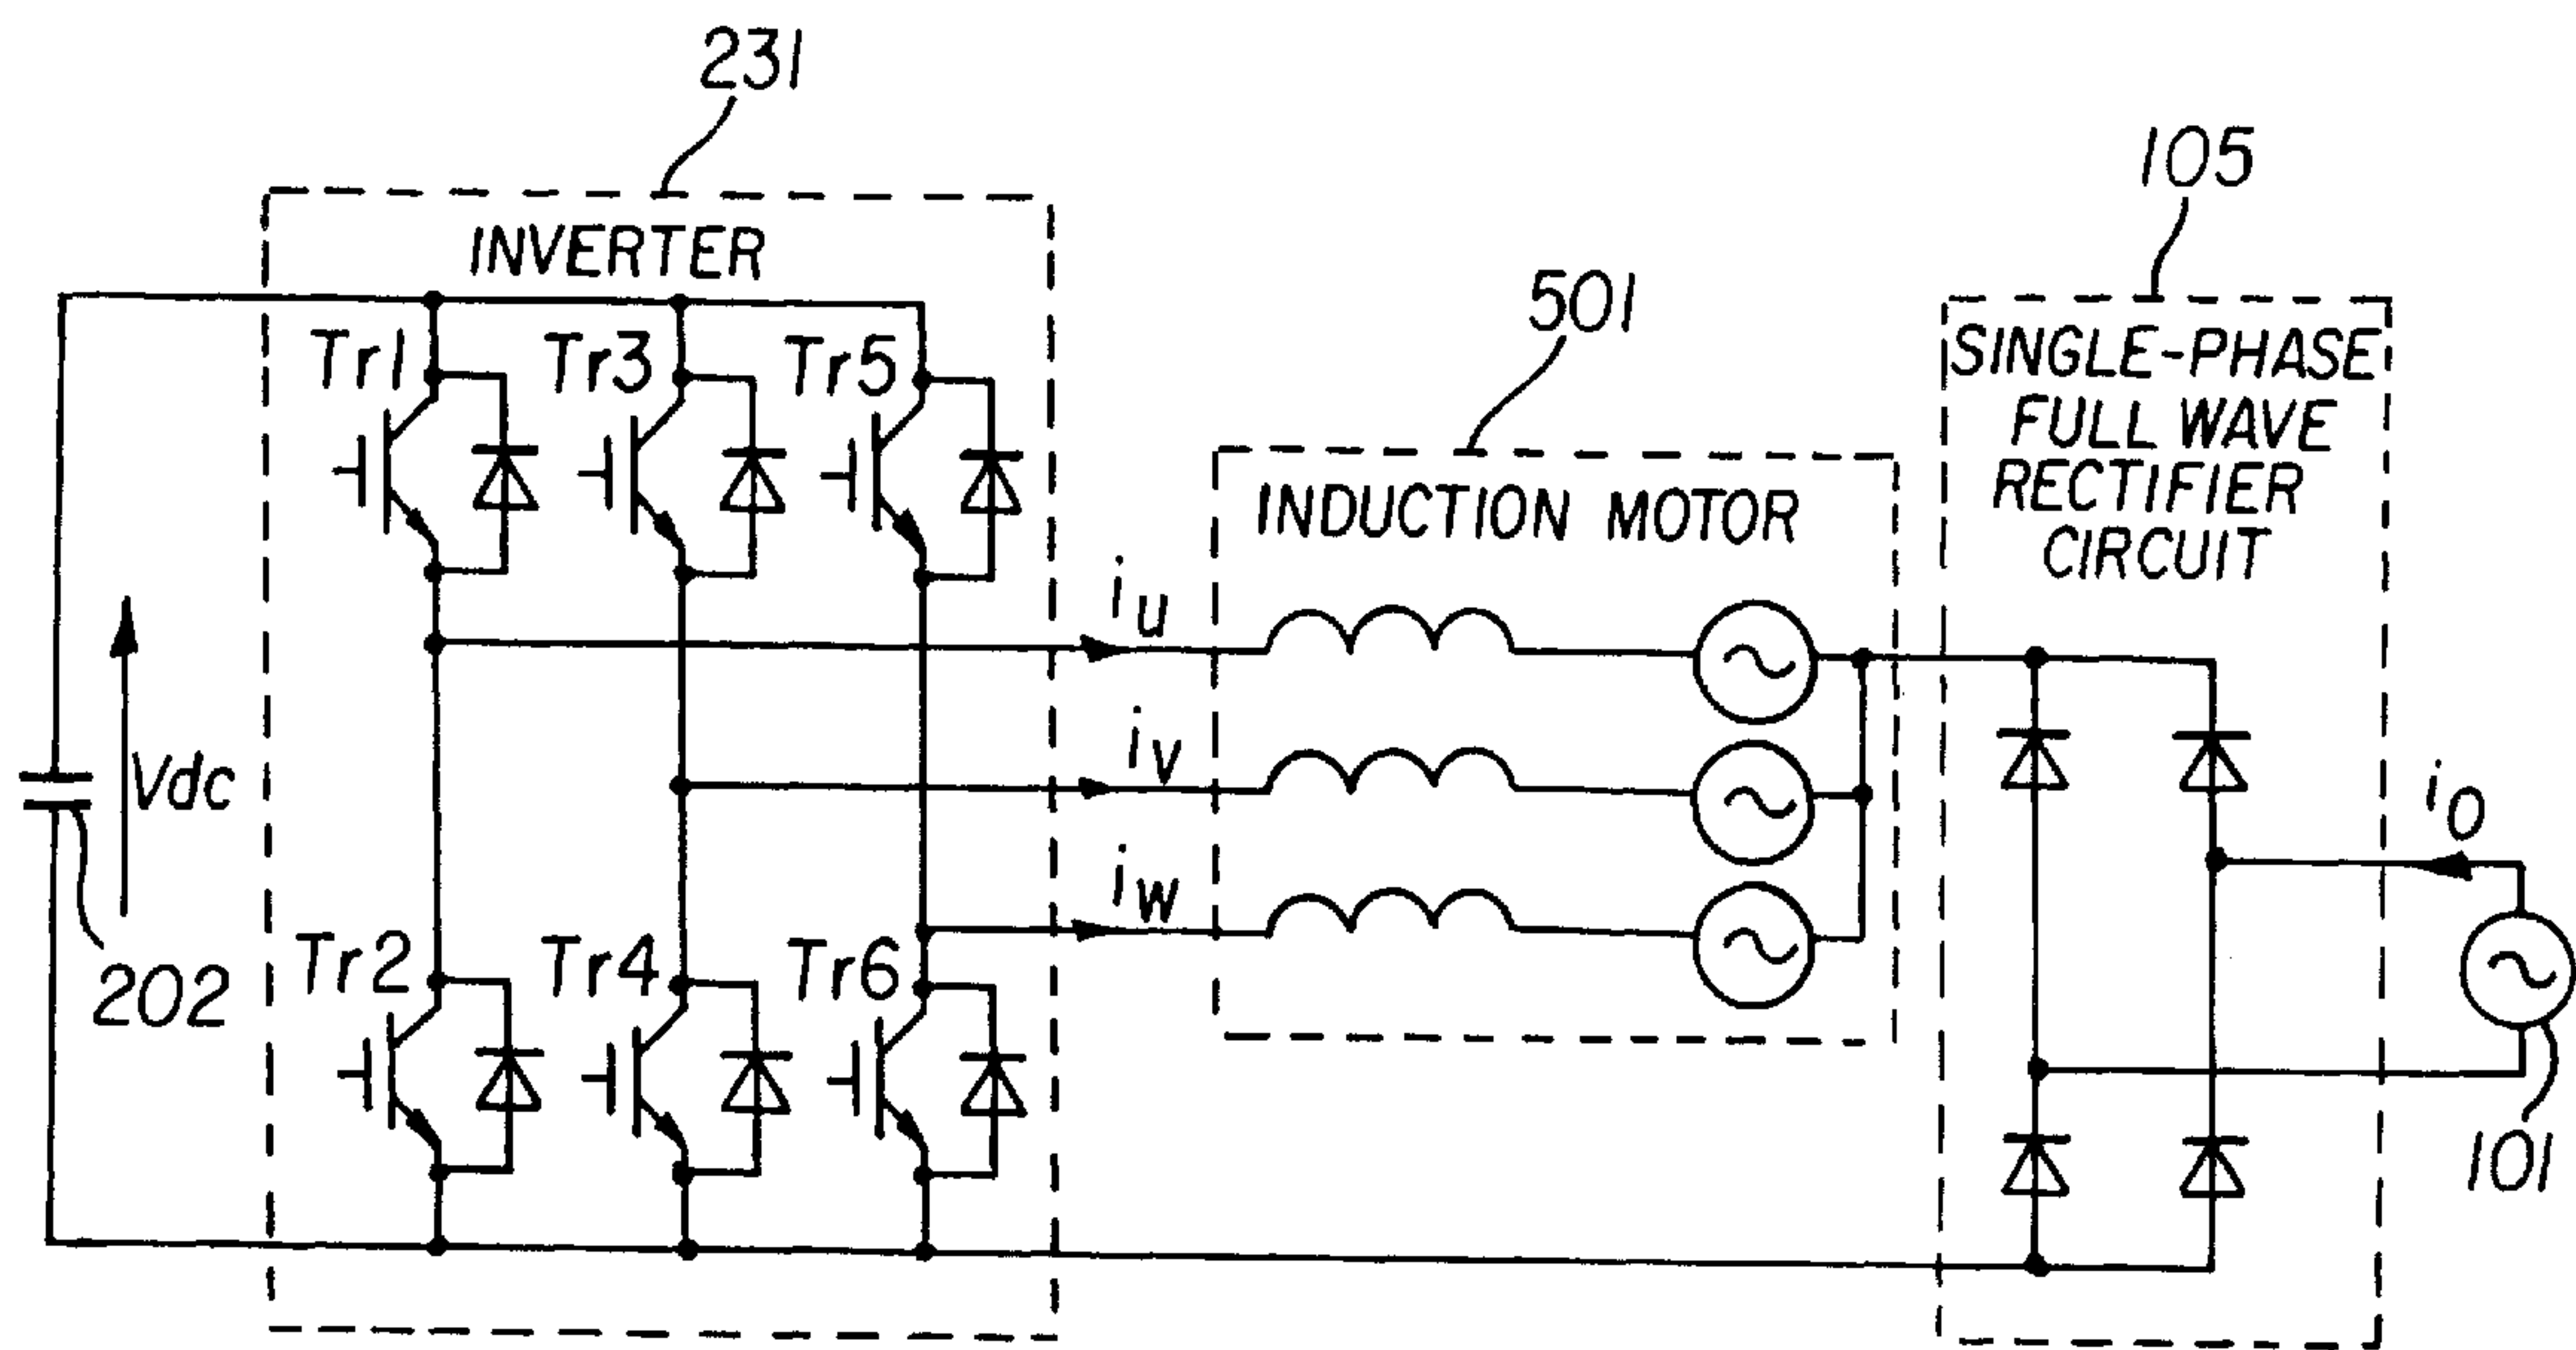 231
105
INVERTER
501
SINGLE-PHASE
FULL WAVE
RECTIFIER
CIRCUIT
Tr1
Tr3
Tr5
INDUCTION MOTOR
iu
iv
iw
Vdc
io
202
Tr2
Tr4
Tr6
101